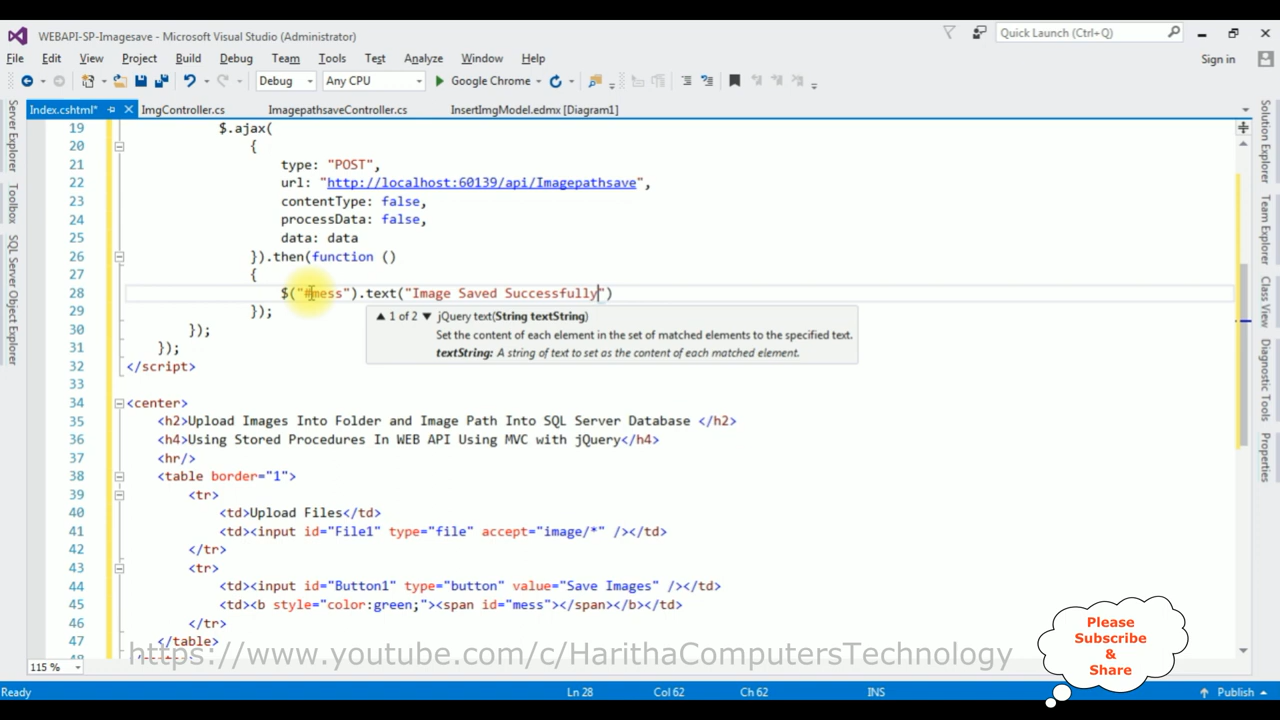 WEBAPI-SP-Imagesave - Microsoft Visual Studio (Administrator)
Quick Launch (Ctrl+Q)
File Edit View Project Build Debug Team Tools Test Analyze Window Help
Sign in
Debug Any CPU Google Chrome
Index.cshtml* ImgController.cs ImagepathsaveController.cs InsertImgModel.edmx [Diagram1]
Server Explorer
Toolbox
SQL Server Object Explorer
Solution Explorer
Team Explorer
Class View
Diagnostic Tools
Properties
19 $.ajax(
20 {
21 type: "POST",
22 url: "http://localhost:60139/api/Imagepathsave",
23 contentType: false,
24 processData: false,
25 data: data
26 }).then(function ()
27 {
28 $("#mess").text("Image Saved Successfully")
▲ 1 of 2 ▼ jQuery text(String textString)
Set the content of each element in the set of matched elements to the specified text.
textString: A string of text to set as the content of each matched element.
29 });
30 });
31 });
32 </script>
33
34 <center>
35 <h2>Upload Images Into Folder and Image Path Into SQL Server Database </h2>
36 <h4>Using Stored Procedures In WEB API Using MVC with jQuery</h4>
37 <hr/>
38 <table border="1">
39 <tr>
40 <td>Upload Files</td>
41 <td><input id="File1" type="file" accept="image/*" /></td>
42 </tr>
43 <tr>
44 <td><input id="Button1" type="button" value="Save Images" /></td>
45 <td><b style="color:green;"><span id="mess"></span></b></td>
46 </tr>
47 </table>
https://www.youtube.com/c/HarithaComputersTechnology
Please
Subscribe
&
Share
115 %
Ready Ln 28 Col 62 Ch 62 INS Publish